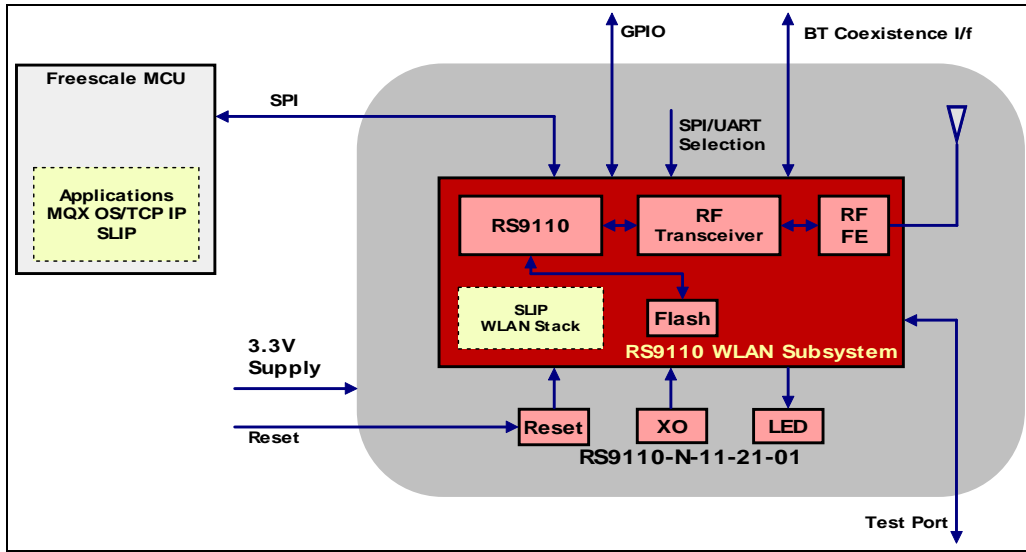 GPIO
BT Coexistence I/f
Freescale MCU
SPI
SPI/UART
Selection
Applications
MQX OS/TCP IP
SLIP
RS9110
RF
Transceiver
RF
FE
SLIP
WLAN Stack
Flash
RS9110 WLAN Subsystem
3.3V
Supply
Reset
Reset
XO
LED
RS9110-N-11-21-01
Test Port